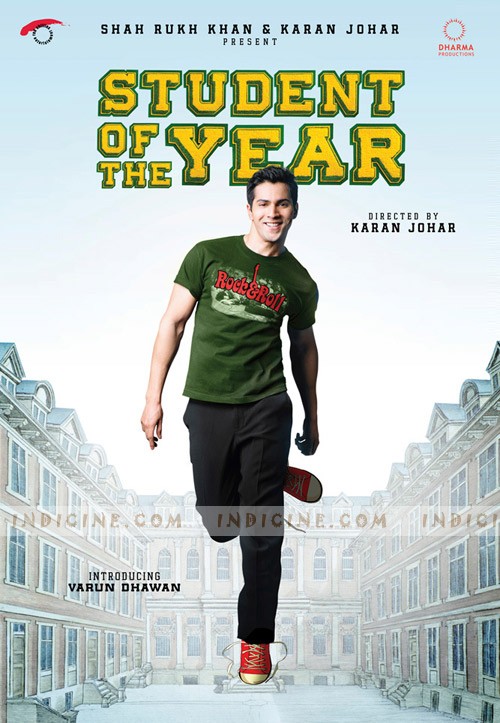 SHAH RUKH KHAN & KARAN JOHAR
PRESENT
DHARMA
PRODUCTIONS
STUDENT
OF THE YEAR
DIRECTED BY
KARAN JOHAR
I
Rock & Roll
INDICINE.COM INDICINE.COM INDICINE
INTRODUCING
VARUN DHAWAN